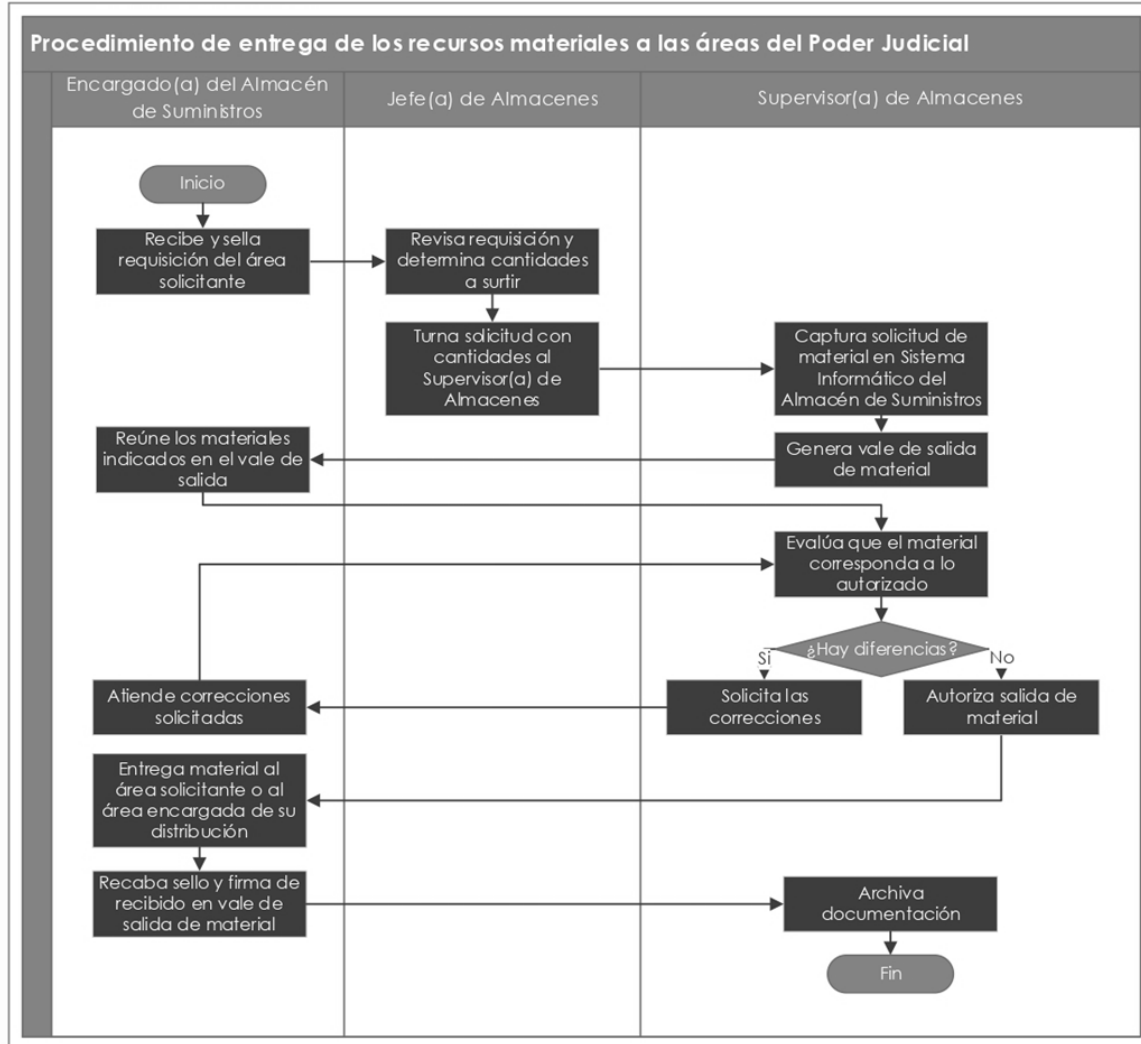 Procedimiento de entrega de los recursos materiales a las áreas del Poder Judicial
Encargado(a) del Almacén
de Suministros
Jefe(a) de Almacenes
Supervisor(a) de Almacenes
Inicio
Recibe y sella
requisición del área
solicitante
Revisa requisición y
determina cantidades
a surtir
Turna solicitud con
cantidades al
Supervisor(a) de
Almacenes
Captura solicitud de
material en Sistema
Informático del
Almacén de Suministros
Genera vale de salida
de material
Reúne los materiales
indicados en el vale de
salida
Evalúa que el material
corresponda a lo
autorizado
¿Hay diferencias?
Si
No
Solicita las
correcciones
Autoriza salida de
material
Atiende correcciones
solicitadas
Entrega material al
área solicitante o al
área encargada de su
distribución
Recaba sello y firma de
recibido en vale de
salida de material
Archiva
documentación
Fin